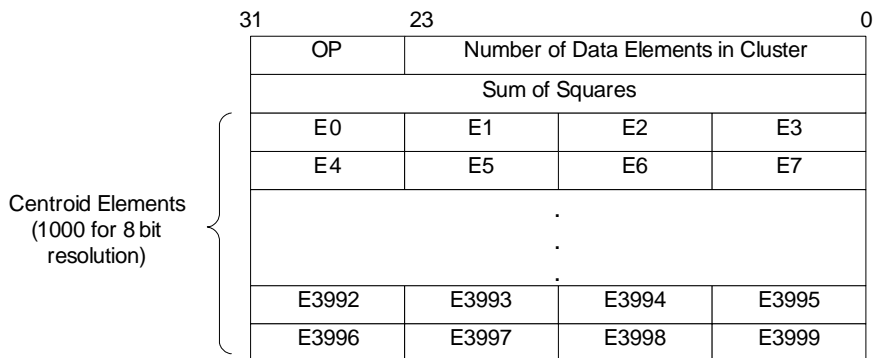 31 23 0
OP Number of Data Elements in Cluster
Sum of Squares
E0 E1 E2 E3
E4 E5 E6 E7
Centroid Elements
(1000 for 8 bit
resolution)
.
.
.
E3992 E3993 E3994 E3995
E3996 E3997 E3998 E3999